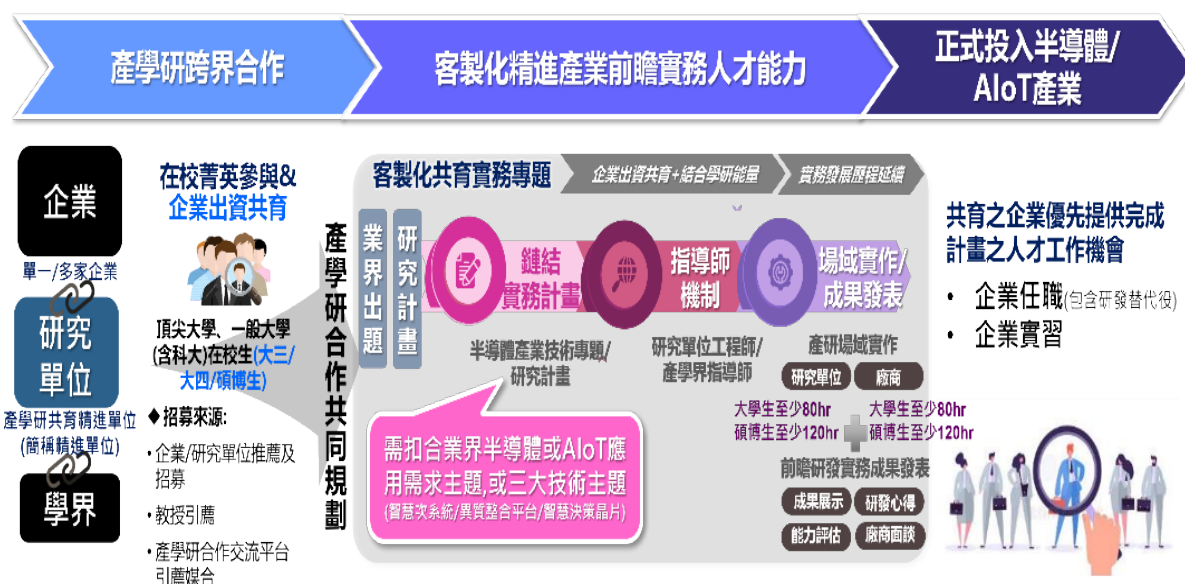 產學研跨界合作
客製化精進產業前瞻實務人才能力
正式投入半導體/
AIoT產業
企業
單一/多家企業
研究
單位
產學研共育精進單位
(簡稱精進單位)
學界
在校菁英參與&
企業出資共育
頂尖大學、一般大學
(含科大)在校生(大三/
大四/碩博生)
◆招募來源:
•企業/研究單位推薦及
招募
•教授引薦
•產學研合作交流平台
引薦媒合
產學研合作共同規劃
客製化共育實務專題
企業出資共育+結合學研能量
實務發展歷程延續
業界出題
研究計畫
鏈結
實務計畫
指導師
機制
場域實作/
成果發表
半導體產業技術專題/
研究計畫
研究單位工程師/
產學界指導師
產研場域實作
研究單位
廠商
大學生至少80hr
碩博生至少120hr
大學生至少80hr
碩博生至少120hr
前瞻研發實務成果發表
成果展示
研發心得
能力評估
廠商面談
需扣合業界半導體或AIoT應
用需求主題,或三大技術主題
(智慧次系統/異質整合平台/智慧決策晶片)
共育之企業優先提供完成
計畫之人才工作機會
• 企業任職(包含研發替代役)
• 企業實習